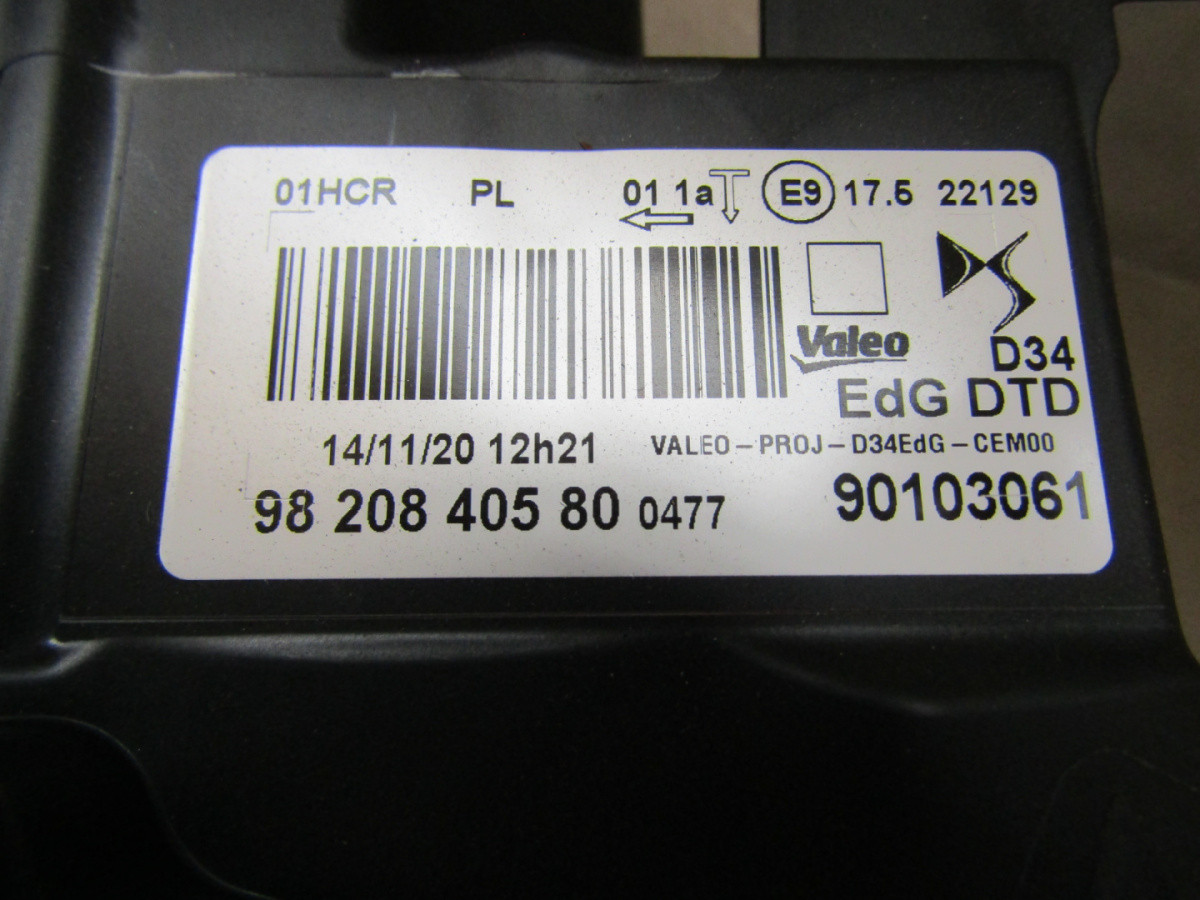 01HCR PL 01 1a E9 17.5 22129
Valeo
D34
EdG DTD
14/11/20 12h21 VALEO-PROJ-D34EdG-CEM00
98 208 405 80 0477 90103061